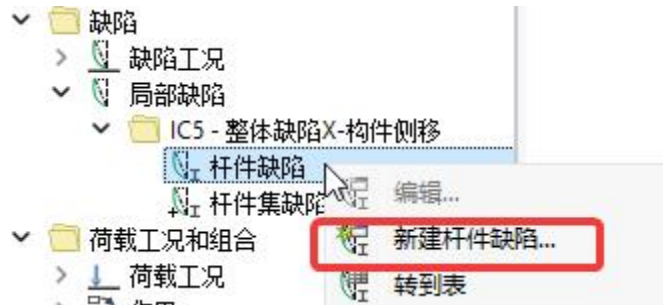 缺陷
缺陷工况
局部缺陷
IC5 - 整体缺陷X-构件侧移
杆件缺陷
编辑...
杆件集缺陷
荷载工况和组合
新建杆件缺陷...
荷载工况
转到表